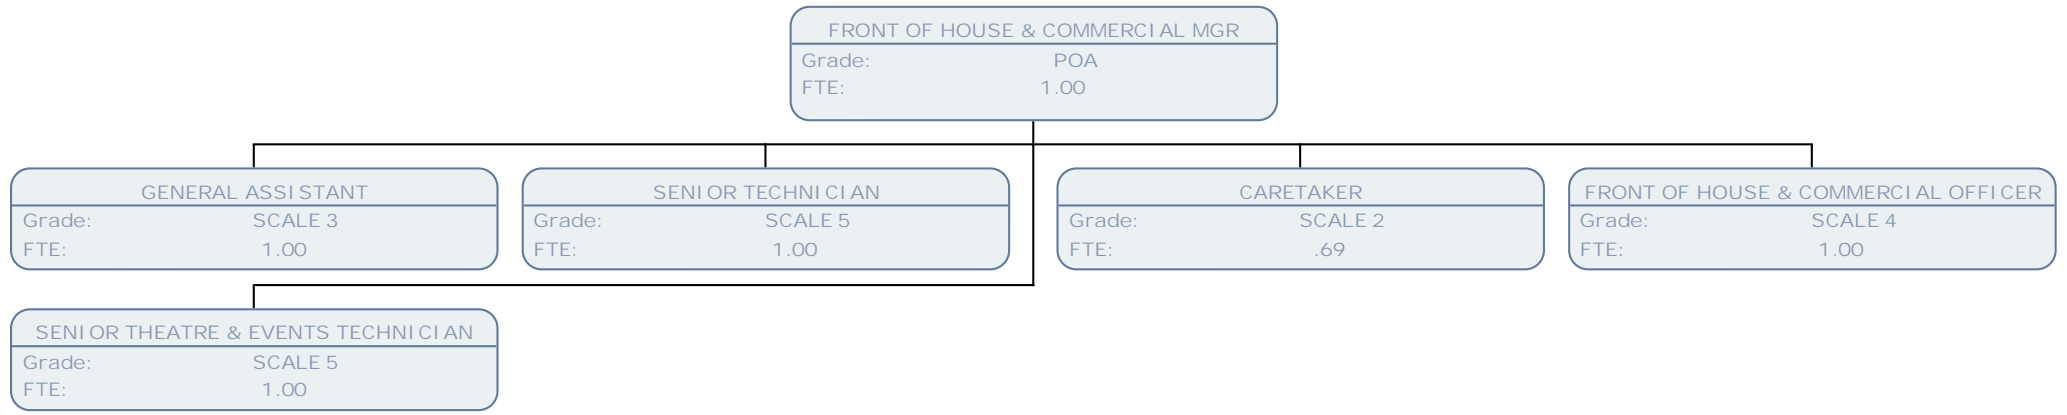 FRONT OF HOUSE & COMMERCIAL MGR
Grade: POA
FTE: 1.00
GENERAL ASSISTANT
Grade: SCALE 3
FTE: 1.00
SENIOR TECHNICIAN
Grade: SCALE 5
FTE: 1.00
CARETAKER
Grade: SCALE 2
FTE: .69
FRONT OF HOUSE & COMMERCIAL OFFICER
Grade: SCALE 4
FTE: 1.00
SENIOR THEATRE & EVENTS TECHNICIAN
Grade: SCALE 5
FTE: 1.00